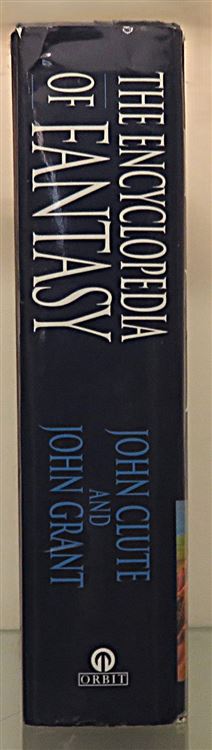 THE ENCYCLOPEDIA
OF FANTASY
JOHN CLUTE
AND
JOHN GRANT
ORBIT